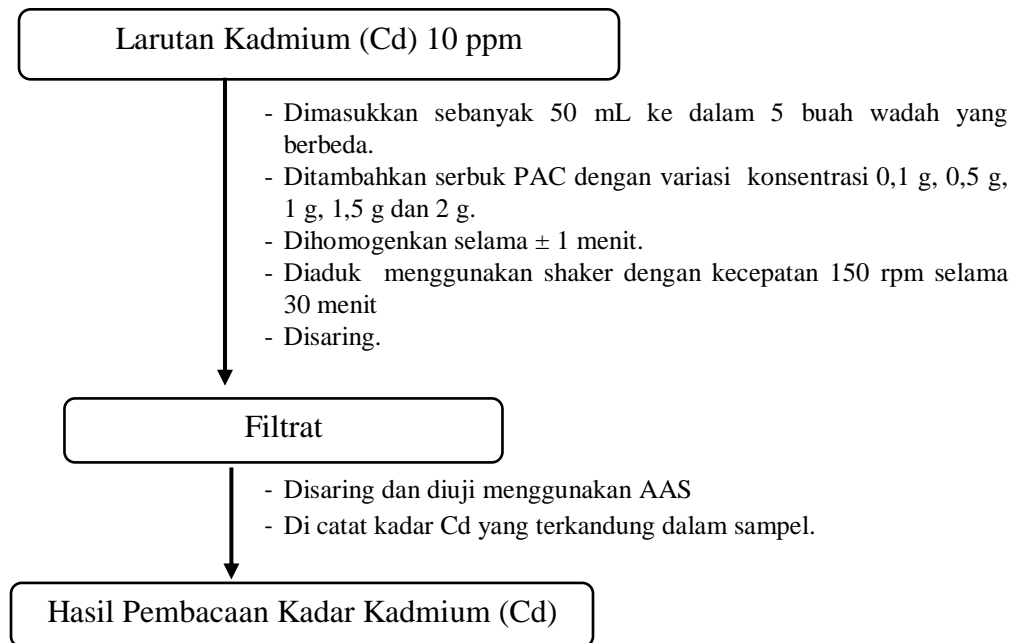 Larutan Kadmium (Cd) 10 ppm
- Dimasukkan sebanyak 50 mL ke dalam 5 buah wadah yang
berbeda.
- Ditambahkan serbuk PAC dengan variasi konsentrasi 0,1 g, 0,5 g,
1 g, 1,5 g dan 2 g.
- Dihomogenkan selama ± 1 menit.
- Diaduk menggunakan shaker dengan kecepatan 150 rpm selama
30 menit
- Disaring.
Filtrat
- Disaring dan diuji menggunakan AAS
- Di catat kadar Cd yang terkandung dalam sampel.
Hasil Pembacaan Kadar Kadmium (Cd)